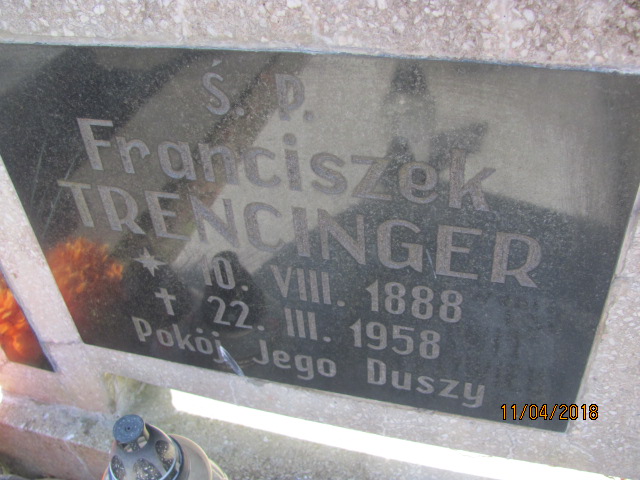 Ś. P.
Franciszek
TRENCINGER
* 10. VIII. 1888
† 22. III. 1958
Pokój Jego Duszy
11/04/2018